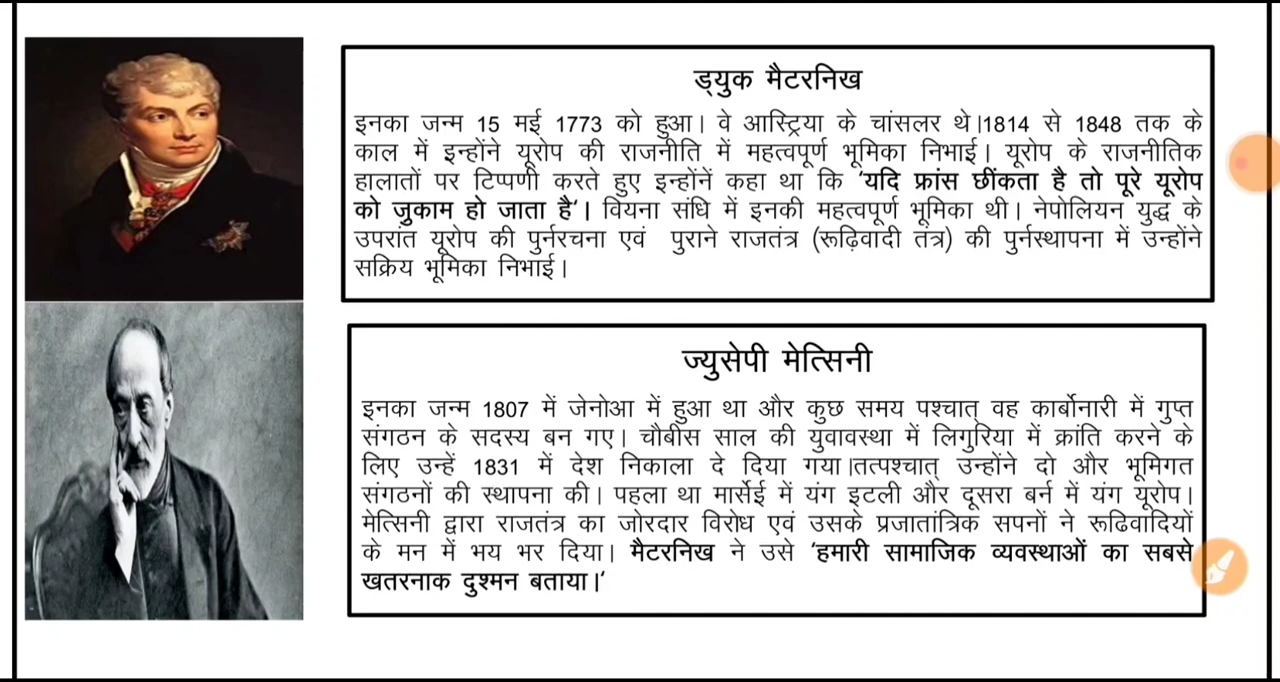 ड्युक मैटरनिख
इनका जन्म 15 मई 1773 को हुआ। वे आस्ट्रिया के चांसलर थे।1814 से 1848 तक के
काल में इन्होंने यूरोप की राजनीति में महत्वपूर्ण भूमिका निभाई। यूरोप के राजनीतिक
हालातों पर टिप्पणी करते हुए इन्होंनें कहा था कि 'यदि फ्रांस छींकता है तो पूरे यूरोप
को जुकाम हो जाता है'। वियना संधि में इनकी महत्वपूर्ण भूमिका थी। नेपोलियन युद्ध के
उपरांत यूरोप की पुर्नरचना एवं पुराने राजतंत्र (रूढ़िवादी तंत्र) की पुर्नस्थापना में उन्होंने
सक्रिय भूमिका निभाई।
ज्युसेपी मेत्सिनी
इनका जन्म 1807 में जेनोआ में हुआ था और कुछ समय पश्चात् वह कार्बोनारी में गुप्त
संगठन के सदस्य बन गए। चौबीस साल की युवावस्था में लिगुरिया में क्रांति करने के
लिए उन्हें 1831 में देश निकाला दे दिया गया।तत्पश्चात् उन्होंने दो और भूमिगत
संगठनों की स्थापना की। पहला था मार्सेई में यंग इटली और दूसरा बर्न में यंग यूरोप।
मेत्सिनी द्वारा राजतंत्र का जोरदार विरोध एवं उसके प्रजातांत्रिक सपनों ने रूढिवादियों
के मन में भय भर दिया। मैटरनिख ने उसे 'हमारी सामाजिक व्यवस्थाओं का सबसे
खतरनाक दुश्मन बताया।'